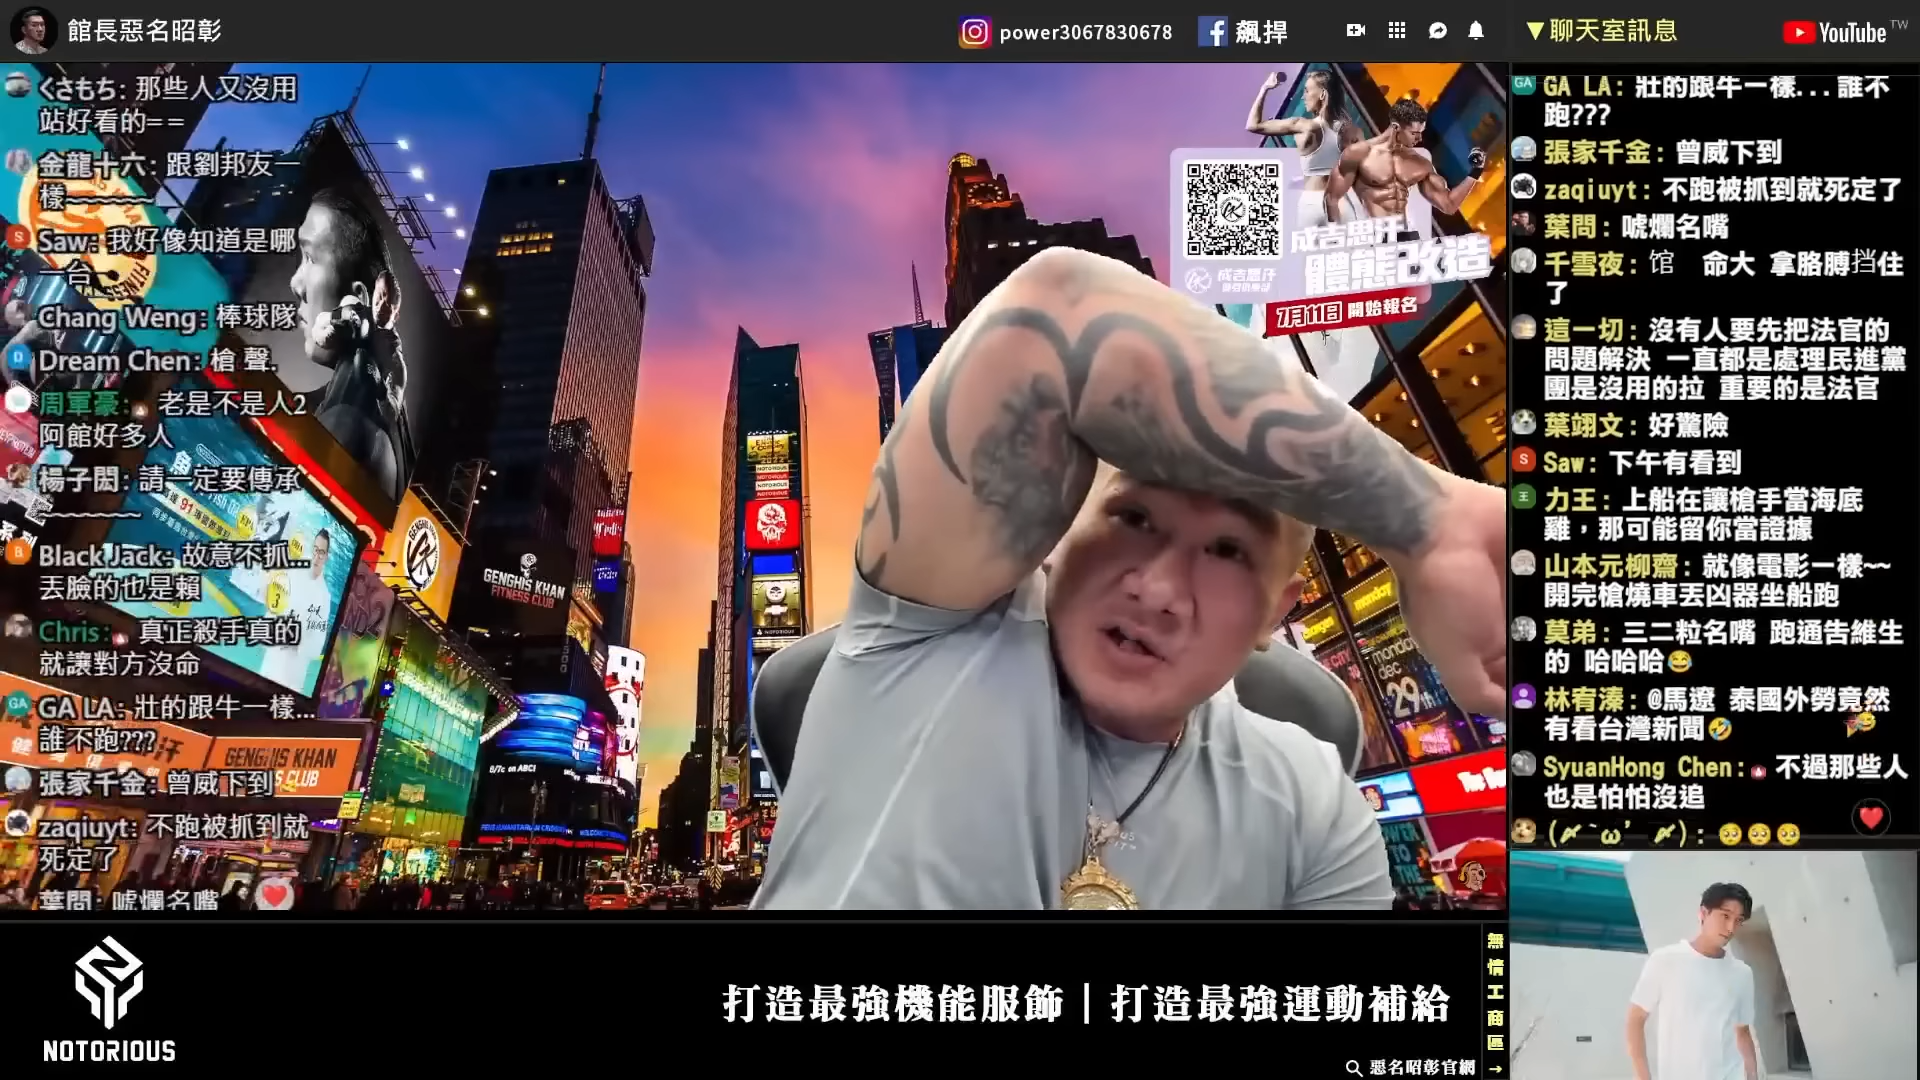 館長惡名昭彰
power3067830678
飆捍
▼聊天室訊息
YouTube TW
くさもち: 那些人又沒用
站好看的==
金龍十六: 跟劉邦友一
樣~~~~~~
Saw: 我好像知道是哪
一台
Chang Weng: 棒球隊
Dream Chen: 槍 聲.
周軍豪: 老是不是人2
阿館好多人
楊子閎: 請一定要傳承
~~~~~~
Black Jack: 故意不抓...
丟臉的也是賴
Chris: 真正殺手真的
就讓對方沒命
GA LA: 壯的跟牛一樣...
誰不跑???
張家千金: 曾威下到
zaqiuyt: 不跑被抓到就
死定了
葉問: 唬爛名嘴
成吉思汗
體態改造
成吉思汗
7月11日 開始報名
GENGHIS KHAN
FITNESS CLUB
GENGHIS KHAN
NOTORIOUS
8/7c on ABC!
monday
dec
29
GA LA: 壯的跟牛一樣...誰不
跑???
張家千金: 曾威下到
zaqiuyt: 不跑被抓到就死定了
葉問: 唬爛名嘴
千雪夜: 馆 命大 拿胳膊挡住
了
這一切: 沒有人要先把法官的
問題解決 一直都是處理民進黨
團是沒用的拉 重要的是法官
葉翊文: 好驚險
Saw: 下午有看到
力王: 上船在讓槍手當海底
雞，那可能留你當證據
山本元柳齋: 就像電影一樣~~
開完槍燒車丟凶器坐船跑
莫弟: 三二粒名嘴 跑通告維生
的 哈哈哈😂
林宥溱: @馬遼 泰國外勞竟然
有看台灣新聞🤣
SyuanHong Chen: 不過那些人
也是怕怕沒追
(〃｀ω' 〃): 🥺🥺🥺
NOTORIOUS
打造最強機能服飾｜打造最強運動補給
惡名昭彰官網
無情工商區→